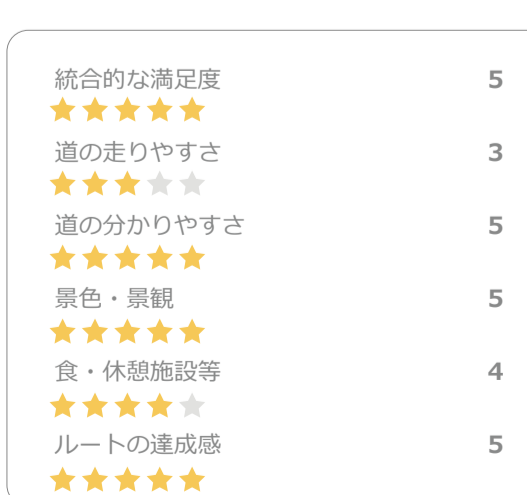 統合的な満足度 5
道の走りやすさ 3
道の分かりやすさ 5
景色・景観 5
食・休憩施設等 4
ルートの達成感 5